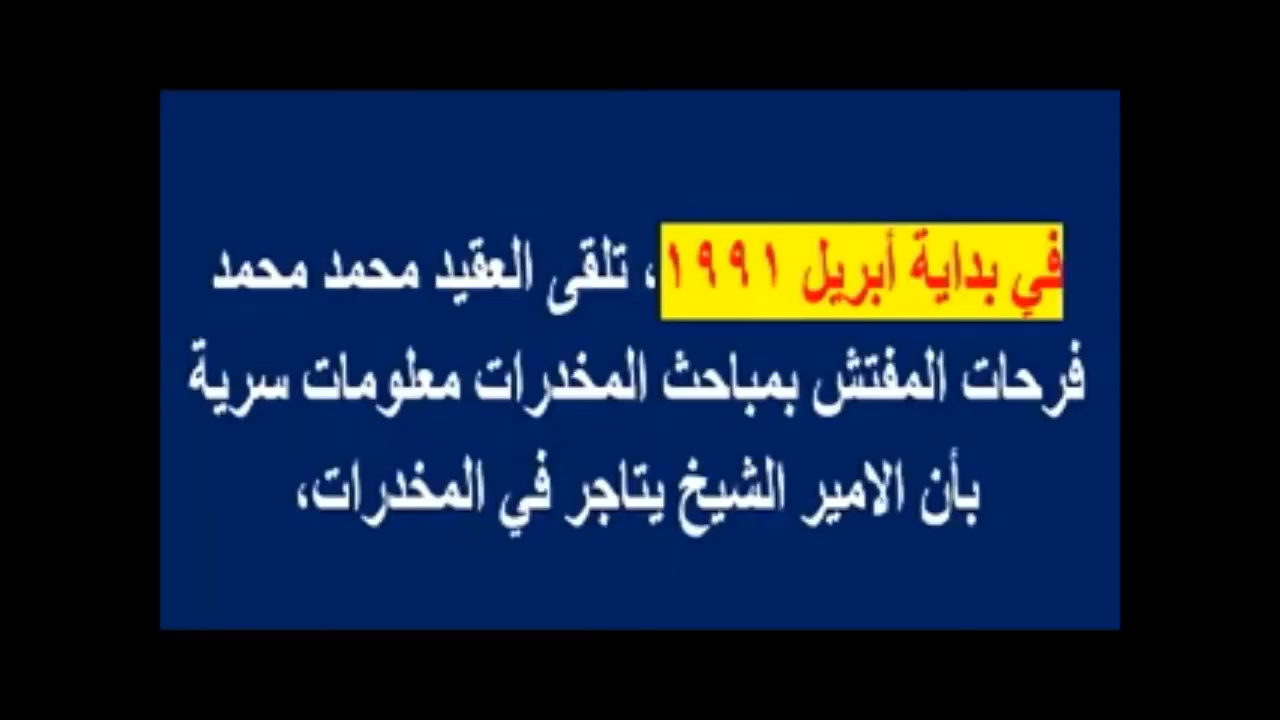 في بداية أبريل ١٩٩١، تلقى العقيد محمد محمد
فرحات المفتش بمباحث المخدرات معلومات سرية
بأن الامير الشيخ يتاجر في المخدرات،